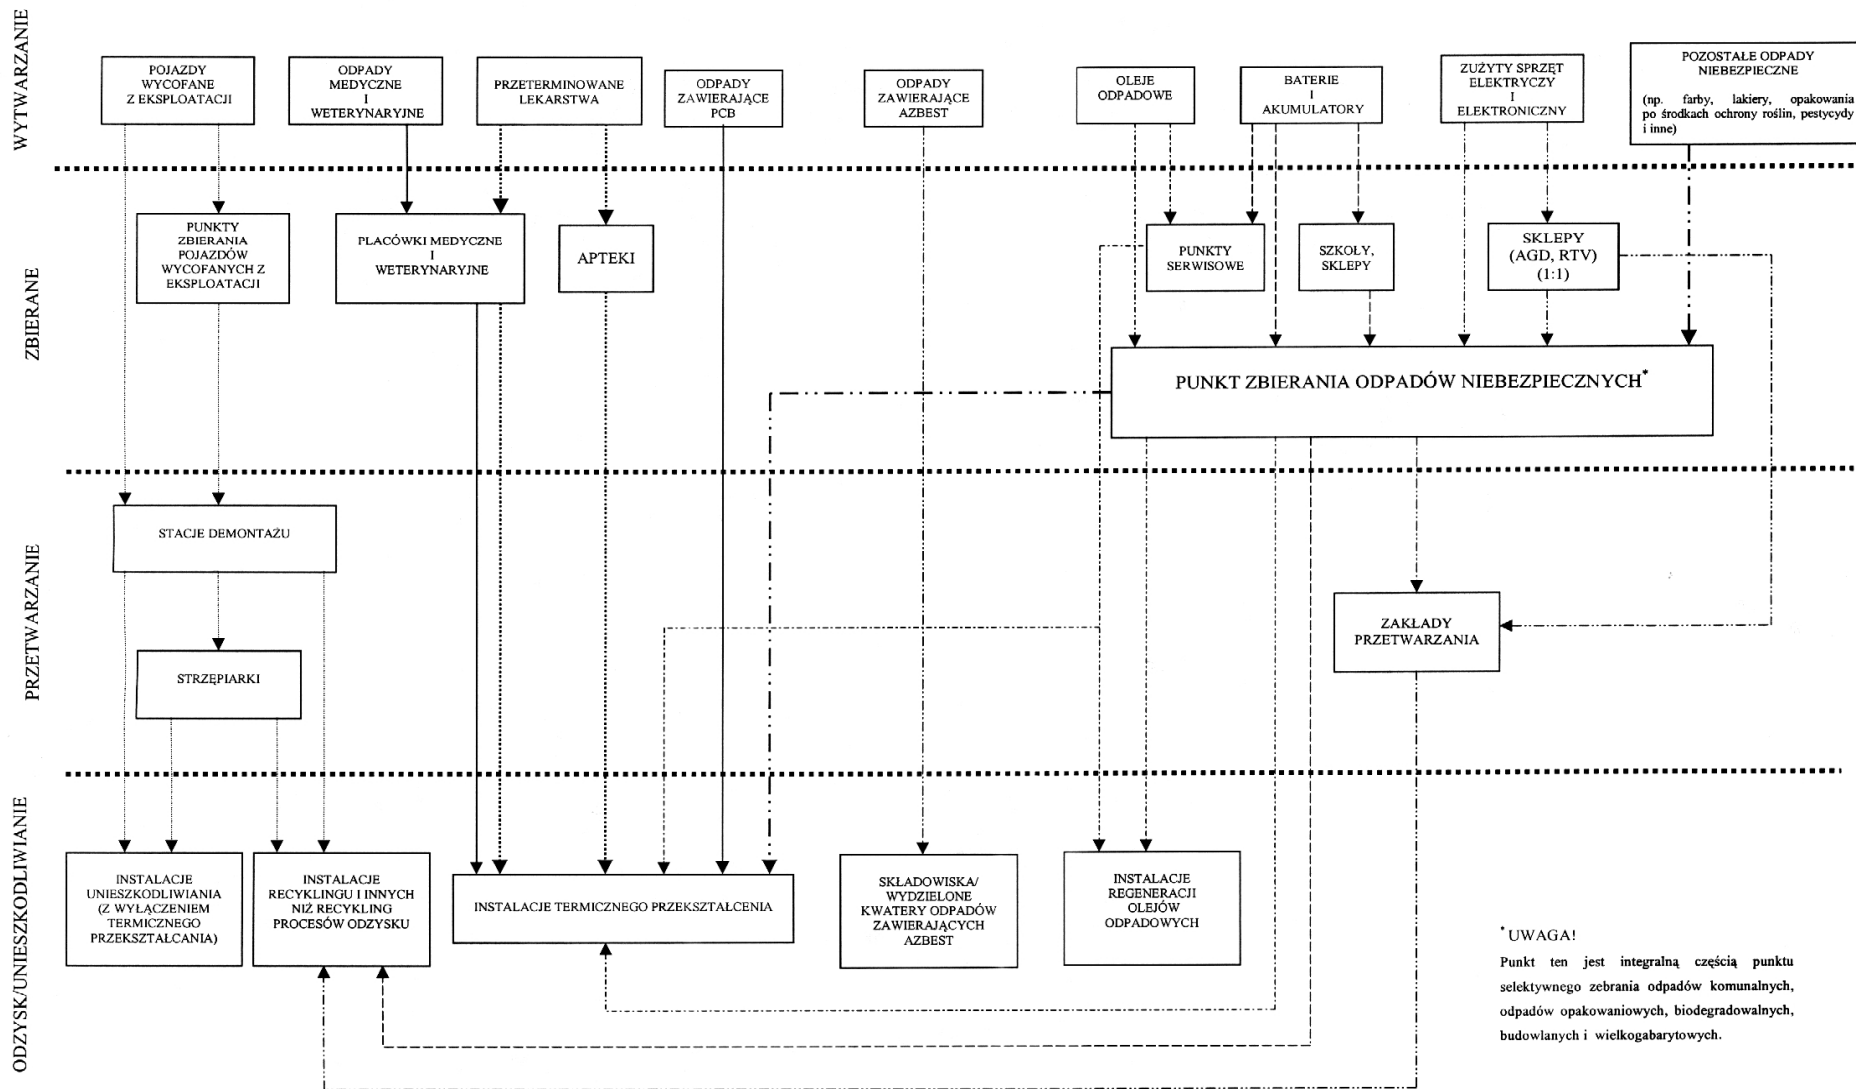 WYTWARZANIE
POJAZDY
WYCOFANE
Z EKSPLOATACJI
ODPADY
MEDYCZNE
I
WETERYNARYJNE
PRZETERMINOWANE
LEKARSTWA
ODPADY
ZAWIERAJĄCE
PCB
ODPADY
ZAWIERAJĄCE
AZBEST
OLEJE
ODPADOWE
BATERIE
I
AKUMULATORY
ZUŻYTY SPRZĘT
ELEKTRYCZY
I
ELEKTRONICZNY
POZOSTAŁE ODPADY
NIEBEZPIECZNE
(np. farby, lakiery, opakowania
po środkach ochrony roślin, pestycydy
i inne)
ZBIERANE
PUNKTY
ZBIERANIA
POJAZDÓW
WYCOFANYCH Z
EKSPLOATACJI
PLACÓWKI MEDYCZNE
I
WETERYNARYJNE
APTEKI
PUNKTY
SERWISOWE
SZKOŁY,
SKLEPY
SKLEPY
(AGD, RTV)
(1:1)
PUNKT ZBIERANIA ODPADÓW NIEBEZPIECZNYCH*
PRZETWARZANIE
STACJE DEMONTAŻU
STRZĘPIARKI
ZAKŁADY
PRZETWARZANIA
ODZYSK/UNIESZKODLIWIANIE
INSTALACJE
UNIESZKODLIWIANIA
(Z WYŁĄCZENIEM
TERMICZNEGO
PRZEKSZTAŁCANIA)
INSTALACJE
RECYKLINGU I INNYCH
NIŻ RECYKLING
PROCESÓW ODZYSKU
INSTALACJE TERMICZNEGO PRZEKSZTAŁCENIA
SKŁADOWISKA/
WYDZIELONE
KWATERY ODPADÓW
ZAWIERAJĄCYCH
AZBEST
INSTALACJE
REGENERACJI
OLEJÓW
ODPADOWYCH
* UWAGA!
Punkt ten jest integralną częścią punktu
selektywnego zebrania odpadów komunalnych,
odpadów opakowaniowych, biodegradowalnych,
budowlanych i wielkogabarytowych.